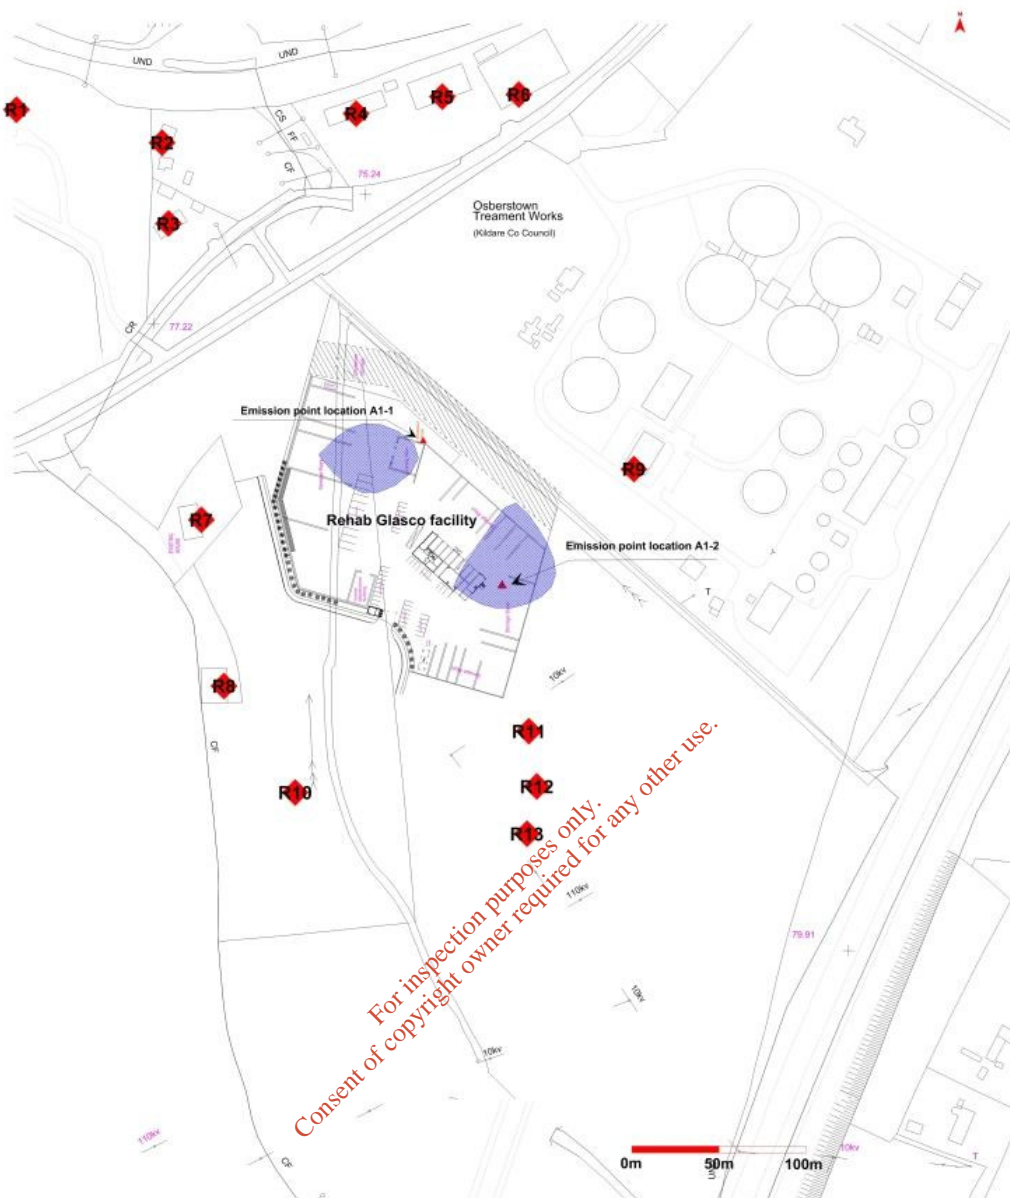 N
UND
UND
R1
R2
R3
R4
R5
R6
CS
FF
CF
75.24
Osberstown
Treament Works
(Kildare Co Council)
CR
77.22
Emission point location A1-1
R9
R7
Rehab Glasco facility
Emission point location A1-2
T
R8
10kv
CF
R11
R10
R12
R13
110kv
79.91
10kv
10kv
For inspection purposes only.
Consent of copyright owner required for any other use.
110kv
CF
10kv
T
0m 50m 100m